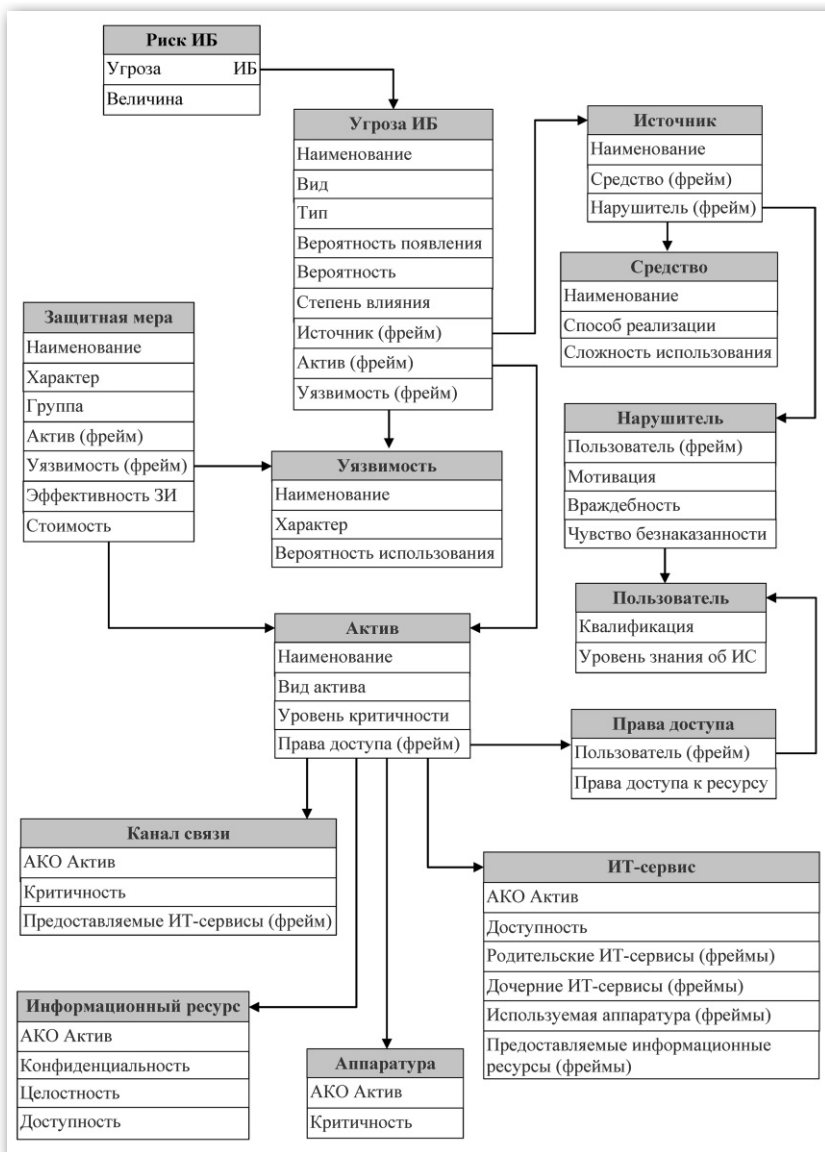 Риск ИБ
Угроза ИБ
Величина
Угроза ИБ
Наименование
Вид
Тип
Вероятность появления
Вероятность
Степень влияния
Источник (фрейм)
Актив (фрейм)
Уязвимость (фрейм)
Источник
Наименование
Средство (фрейм)
Нарушитель (фрейм)
Средство
Наименование
Способ реализации
Сложность использования
Защитная мера
Наименование
Характер
Группа
Актив (фрейм)
Уязвимость (фрейм)
Эффективность ЗИ
Стоимость
Уязвимость
Наименование
Характер
Вероятность использования
Нарушитель
Пользователь (фрейм)
Мотивация
Враждебность
Чувство безнаказанности
Пользователь
Квалификация
Уровень знания об ИС
Актив
Наименование
Вид актива
Уровень критичности
Права доступа (фрейм)
Права доступа
Пользователь (фрейм)
Права доступа к ресурсу
Канал связи
АКО Актив
Критичность
Предоставляемые ИТ-сервисы (фрейм)
ИТ-сервис
АКО Актив
Доступность
Родительские ИТ-сервисы (фреймы)
Дочерние ИТ-сервисы (фреймы)
Используемая аппаратура (фреймы)
Предоставляемые информационные
ресурсы (фреймы)
Информационный ресурс
АКО Актив
Конфиденциальность
Целостность
Доступность
Аппаратура
АКО Актив
Критичность